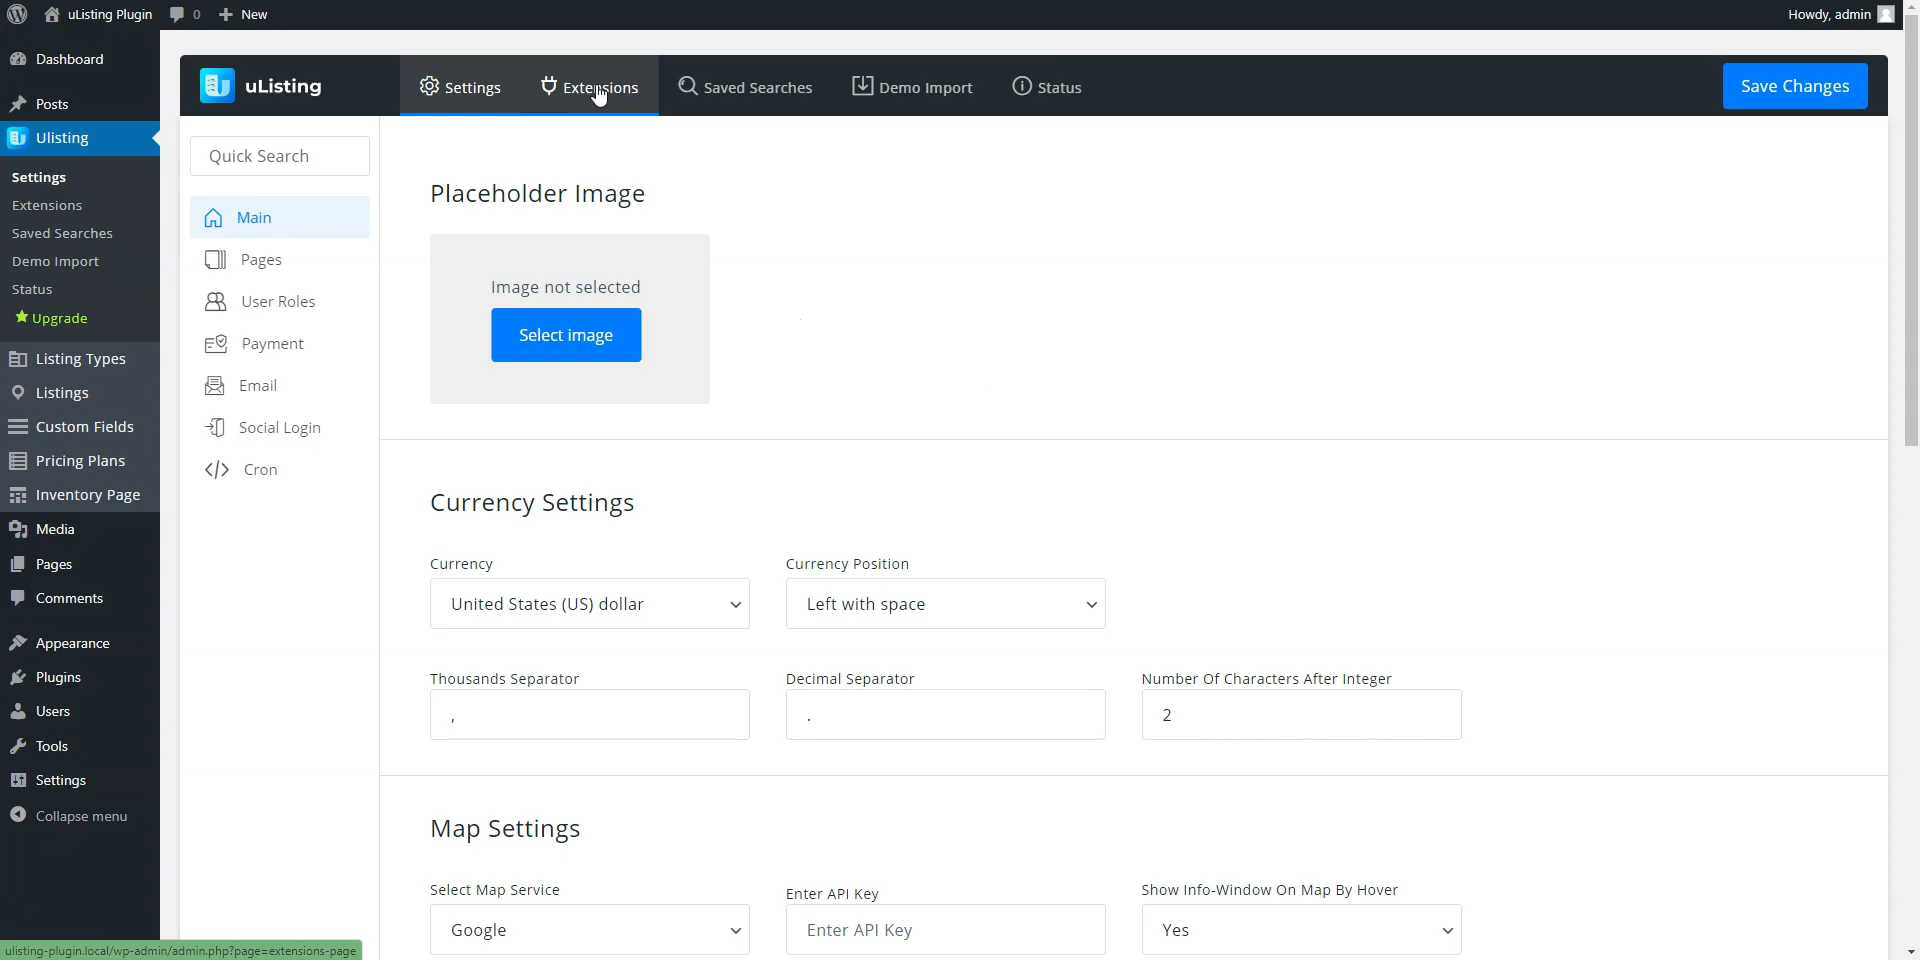 uListing Plugin
0
New
Howdy, admin
Dashboard
Posts
Ulisting
Settings
Extensions
Saved Searches
Demo Import
Status
Upgrade
Listing Types
Listings
Custom Fields
Pricing Plans
Inventory Page
Media
Pages
Comments
Appearance
Plugins
Users
Tools
Settings
Collapse menu
uListing
Settings
Extensions
Saved Searches
Demo Import
Status
Save Changes
Quick Search
Main
Pages
User Roles
Payment
Email
Social Login
Cron
Placeholder Image
Image not selected
Select image
Currency Settings
Currency
Currency Position
United States (US) dollar
Left with space
Thousands Separator
Decimal Separator
Number Of Characters After Integer
,
.
2
Map Settings
Select Map Service
Enter API Key
Show Info-Window On Map By Hover
Google
Enter API Key
Yes
ulisting-plugin.local/wp-admin/admin.php?page=extensions-page